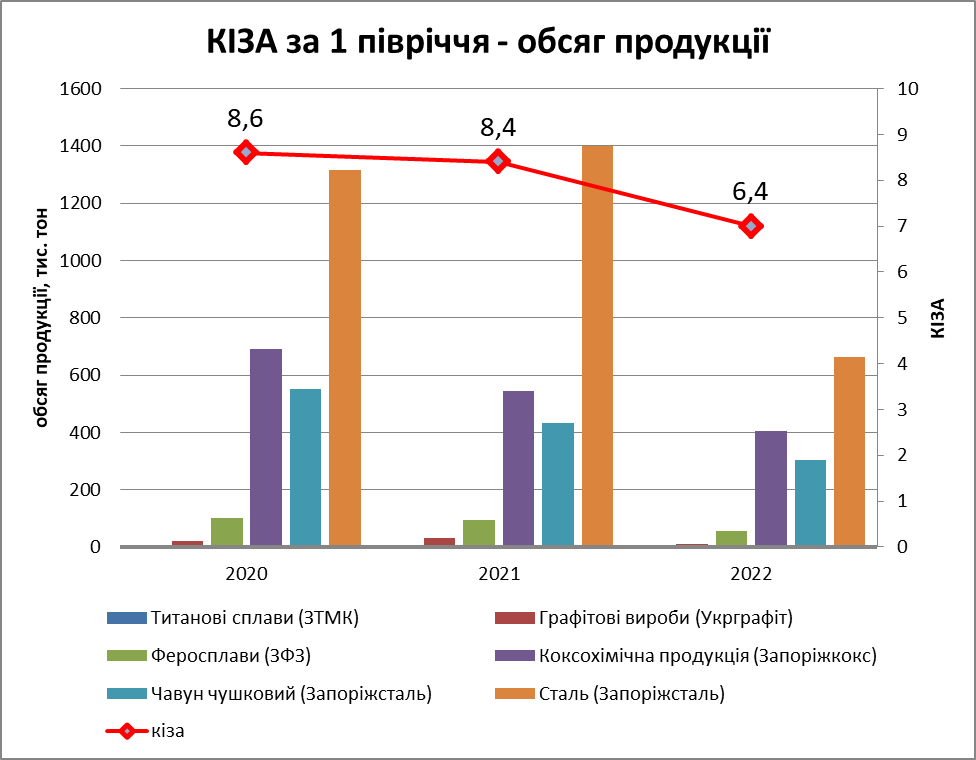 КІЗА за 1 півріччя - обсяг продукції
1600
1400
1200
1000
800
600
400
200
0
обсяг продукції, тис. тон
8,6
8,4
6,4
10
9
8
7
6
5
4
3
2
1
0
КІЗА
2020
2021
2022
Титанові сплави (ЗТМК)
Графітові вироби (Укрграфіт)
Феросплави (ЗФЗ)
Коксохімічна продукція (Запоріжкокс)
Чавун чушковий (Запоріжсталь)
Сталь (Запоріжсталь)
кіза